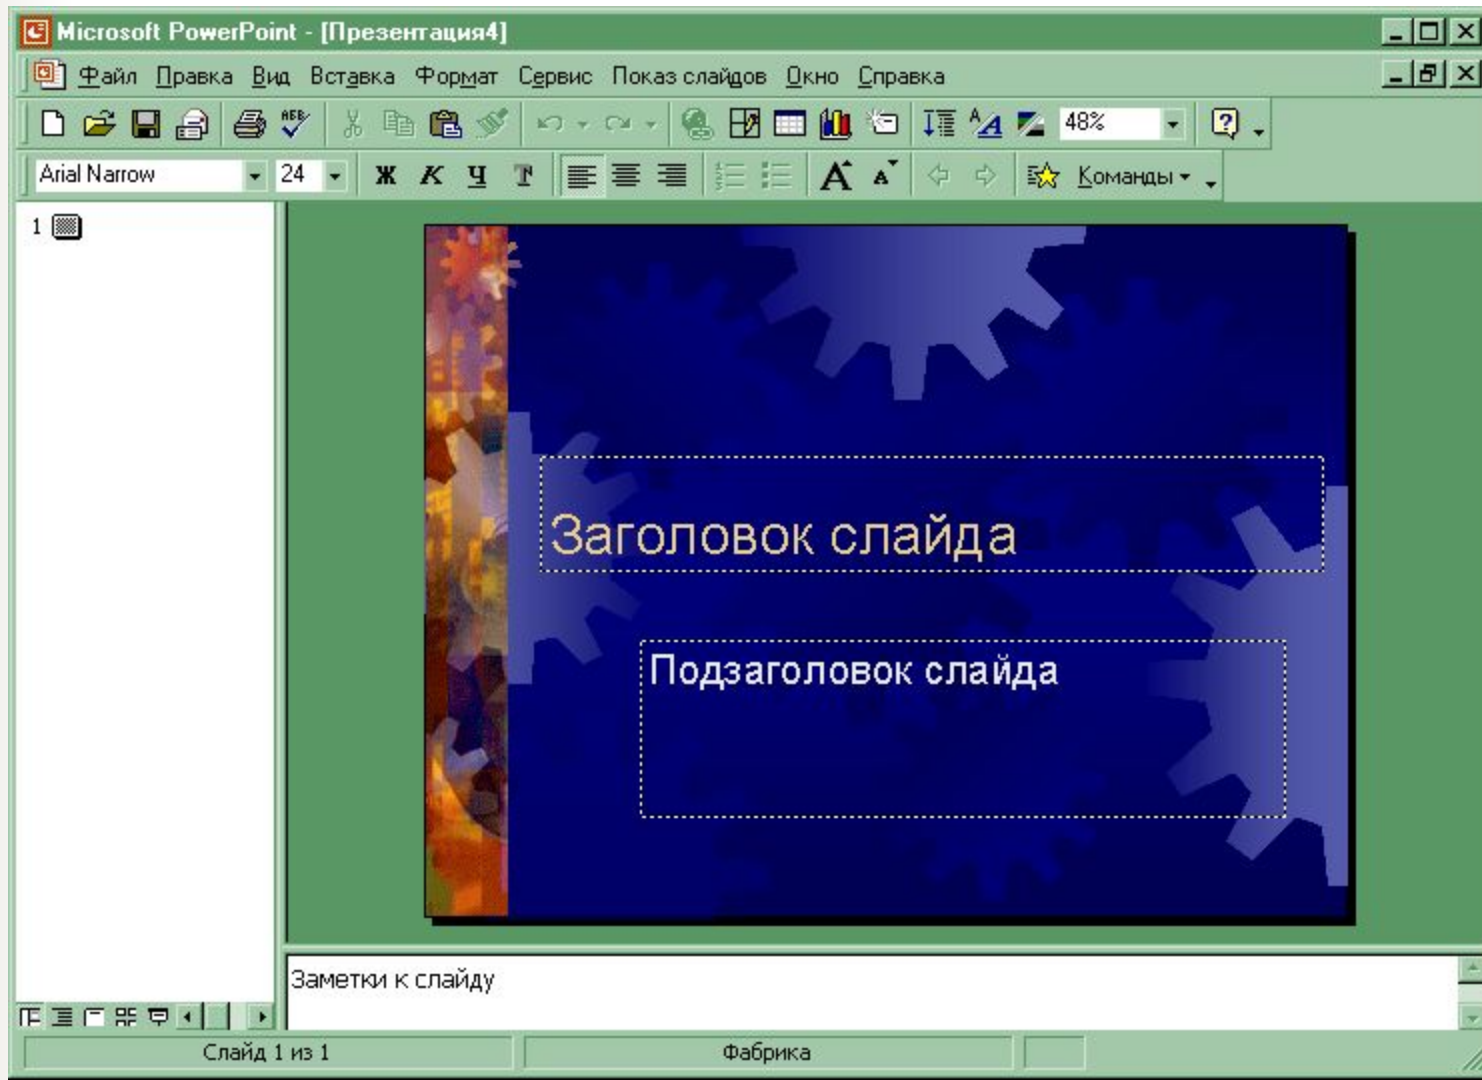 Microsoft PowerPoint - [Презентация4]
Файл Правка Вид Вставка Формат Сервис Показ слайдов Окно Справка
АБВ 48%
Arial Narrow 24 Ж К Ч Т Команды
1
Заголовок слайда
Подзаголовок слайда
Заметки к слайду
Слайд 1 из 1 Фабрика